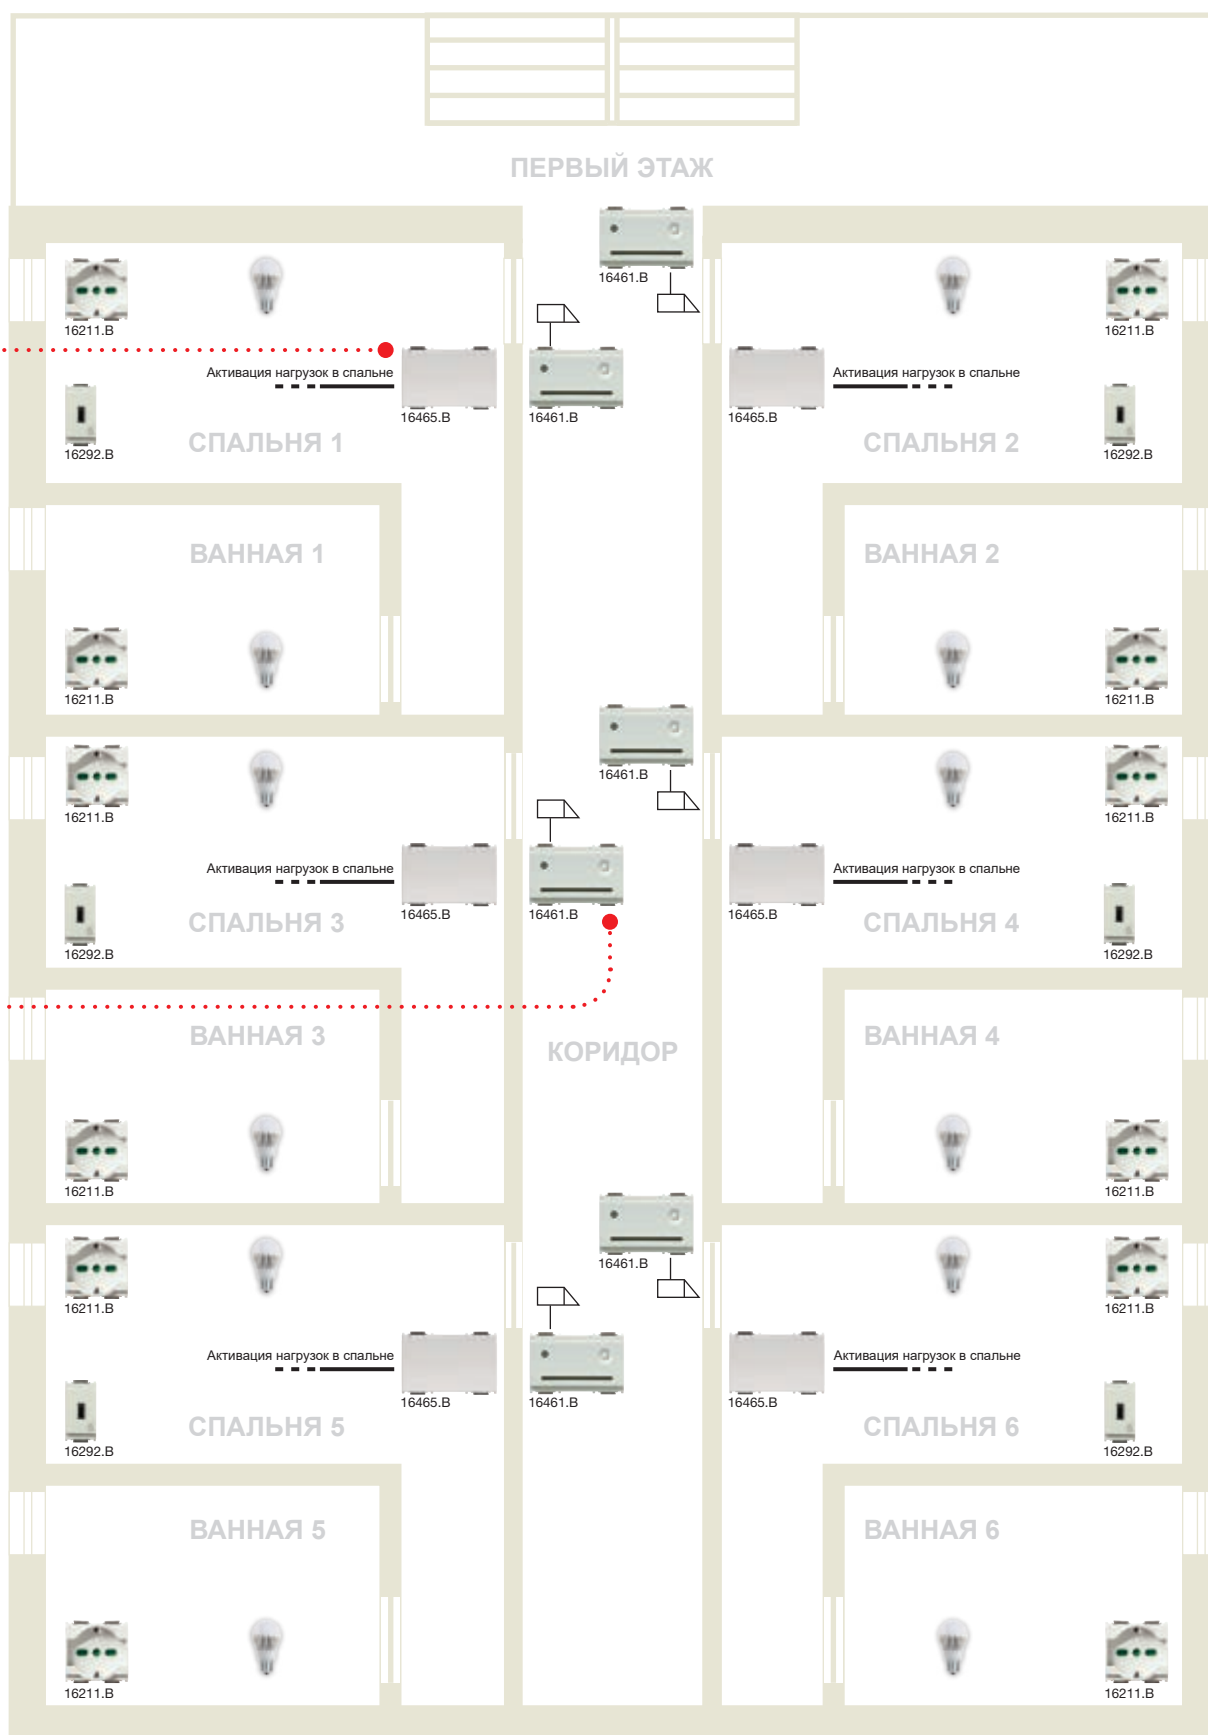 ПЕРВЫЙ ЭТАЖ
16461.B
16211.B
16211.B
Активация нагрузок в спальне
Активация нагрузок в спальне
16465.B
16461.B
16465.B
СПАЛЬНЯ 1
СПАЛЬНЯ 2
16292.B
16292.B
ВАННАЯ 1
ВАННАЯ 2
16211.B
16211.B
16461.B
16211.B
16211.B
Активация нагрузок в спальне
Активация нагрузок в спальне
16465.B
16461.B
16465.B
СПАЛЬНЯ 3
СПАЛЬНЯ 4
16292.B
16292.B
ВАННАЯ 3
КОРИДОР
ВАННАЯ 4
16211.B
16211.B
16461.B
16211.B
16211.B
Активация нагрузок в спальне
Активация нагрузок в спальне
16465.B
16461.B
16465.B
СПАЛЬНЯ 5
СПАЛЬНЯ 6
16292.B
16292.B
ВАННАЯ 5
ВАННАЯ 6
16211.B
16211.B